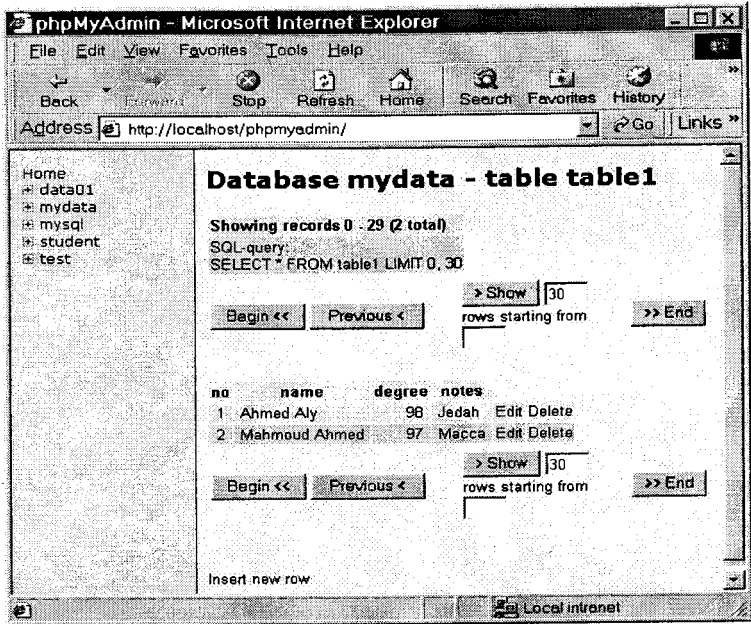 phpMyAdmin - Microsoft Internet Explorer
File Edit View Favorites Tools Help
Back Forward Stop Refresh Home Search Favorites History »
Address http://localhost/phpmyadmin/ Go Links »
Home
data01
mydata
mysql
student
test
Database mydata - table table1
Showing records 0 - 29 (2 total)
SQL-query:
SELECT * FROM table1 LIMIT 0, 30
Begin << Previous < > Show 30 rows starting from >> End
no name degree notes
1 Ahmed Aly 98 Jedah Edit Delete
2 Mahmoud Ahmed 97 Macca Edit Delete
Begin << Previous < > Show 30 rows starting from >> End
Insert new row
Local intranet